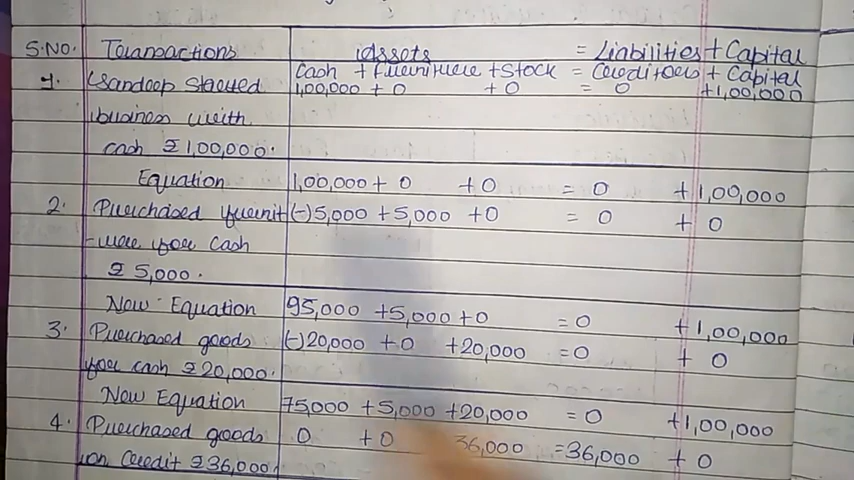 S.No. Transactions Assets = Liabilities + Capital
Cash + Furniture + Stock = Creditors + Capital
1. Sandeep started 1,00,000 + 0 + 0 = 0 +1,00,000
business with
cash ₹1,00,000.
Equation 1,00,000 + 0 +0 = 0 +1,00,000
2. Purchased furnit (-)5,000 +5,000 +0 = 0 + 0
-ure for cash
₹ 5,000.
New Equation 95,000 +5,000 +0 = 0 +1,00,000
3. Purchased goods (-)20,000 +0 +20,000 =0 + 0
for cash ₹20,000.
New Equation 75,000 +5,000 +20,000 = 0 +1,00,000
4. Purchased goods 0 +0 36,000 =36,000 + 0
on Credit ₹36,000.